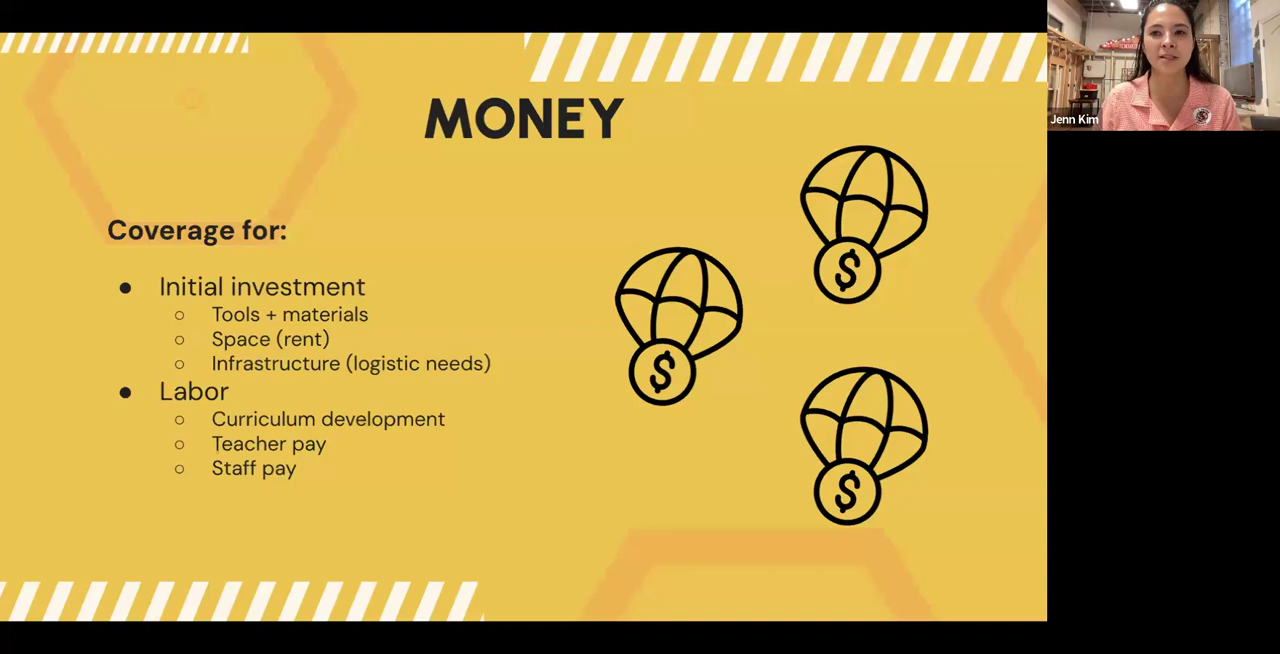 MONEY
Jenn Kim
Coverage for:
● Initial investment
○ Tools + materials
○ Space (rent)
○ Infrastructure (logistic needs)
● Labor
○ Curriculum development
○ Teacher pay
○ Staff pay
$
$
$